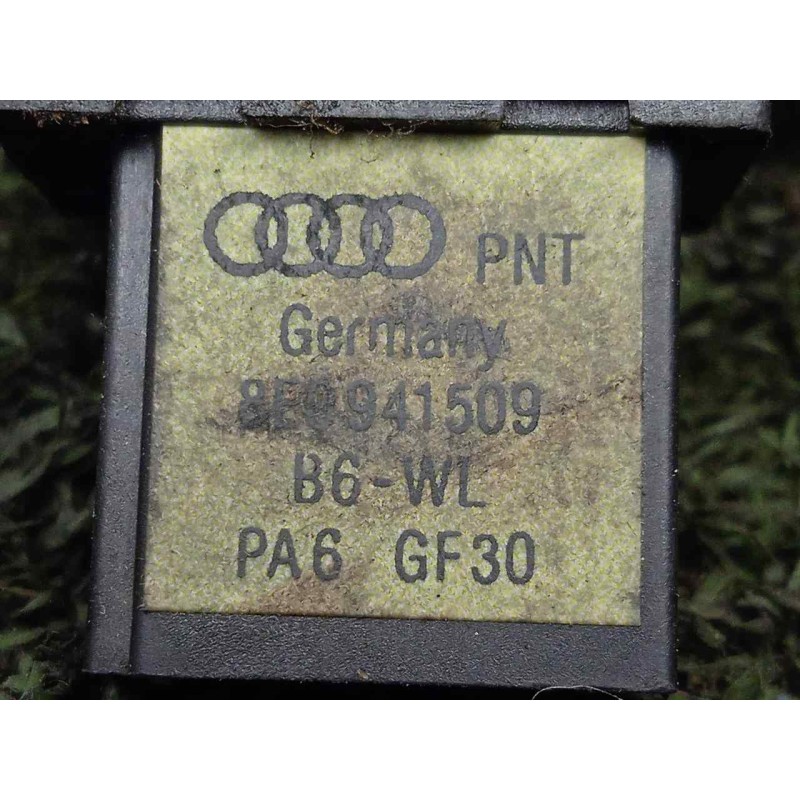 PNT
Germany
8E0941509
B6-WL
PA6 GF30